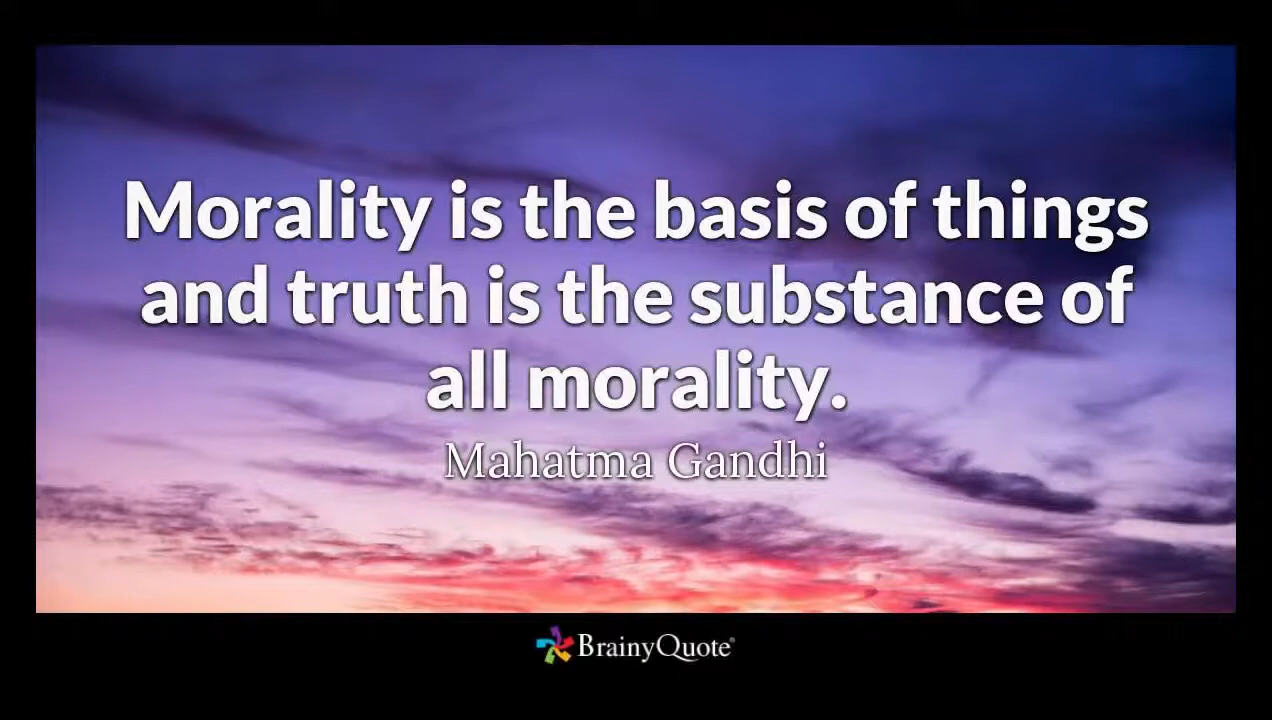 Morality is the basis of things
and truth is the substance of
all morality.
Mahatma Gandhi
BrainyQuote®